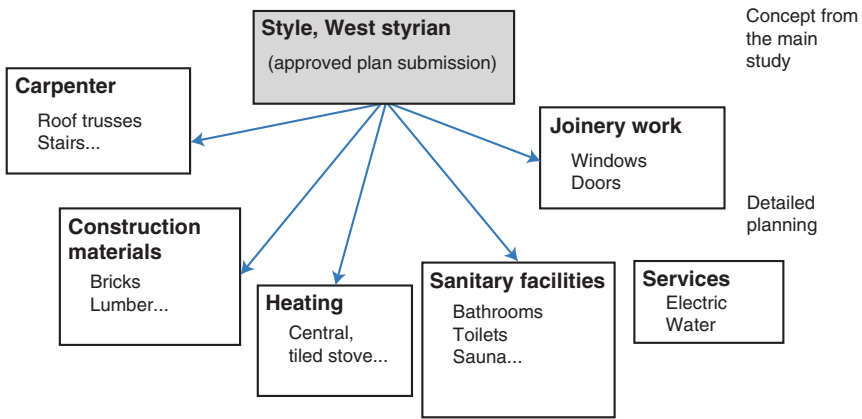 Style, West styrian
(approved plan submission)
Concept from
the main
study
Carpenter
Roof trusses
Stairs...
Joinery work
Windows
Doors
Detailed
planning
Construction
materials
Bricks
Lumber...
Heating
Central,
tiled stove...
Sanitary facilities
Bathrooms
Toilets
Sauna...
Services
Electric
Water